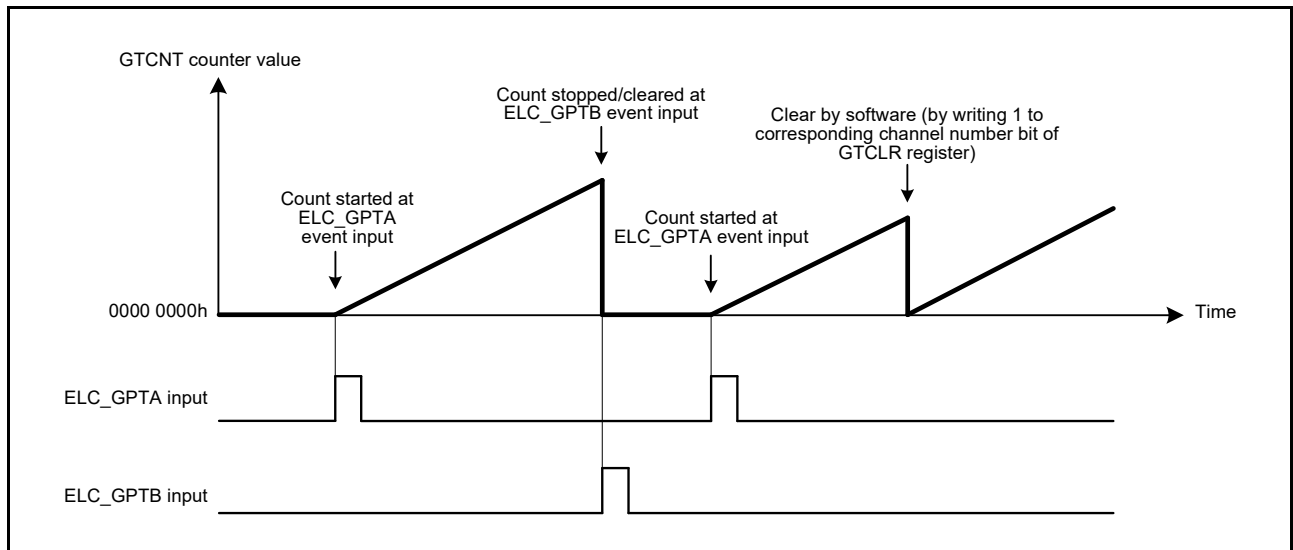 GTCNT counter value
Count stopped/cleared at
ELC_GPTB event input
Clear by software (by writing 1 to
corresponding channel number bit of
GTCLR register)
Count started at
ELC_GPTA
event input
Count started at
ELC_GPTA event input
0000 0000h
Time
ELC_GPTA input
ELC_GPTB input